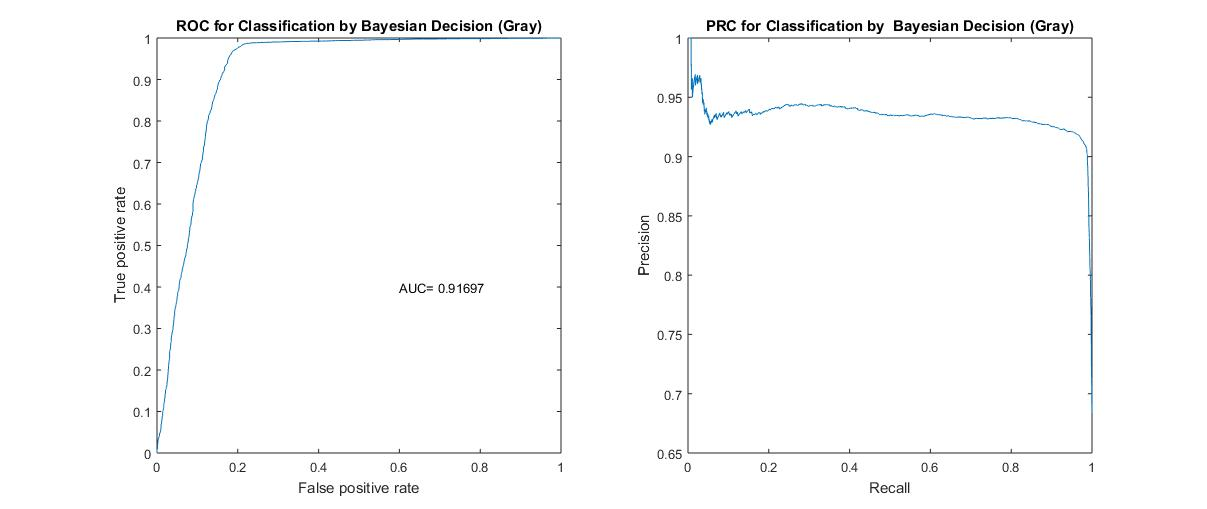 ROC for Classification by Bayesian Decision (Gray)
1
0.9
0.8
0.7
0.6
0.5
0.4
0.3
0.2
0.1
0
True positive rate
AUC= 0.91697
0 0.2 0.4 0.6 0.8 1
False positive rate
PRC for Classification by  Bayesian Decision (Gray)
1
0.95
0.9
0.85
0.8
0.75
0.7
0.65
Precision
0 0.2 0.4 0.6 0.8 1
Recall